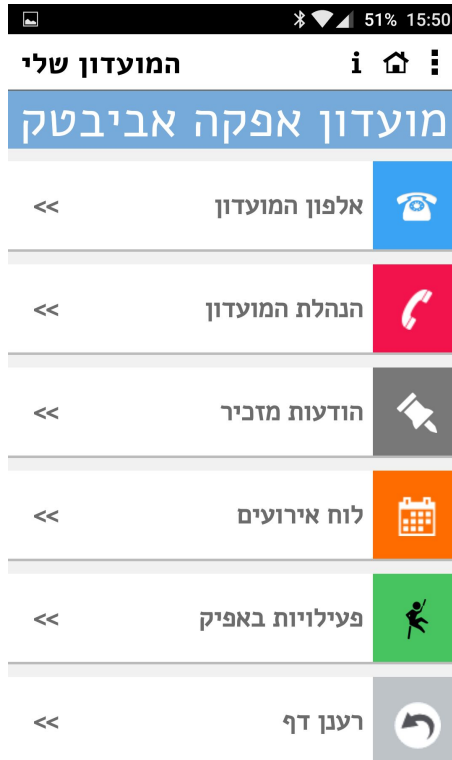 51% 15:50
המועדון שלי i
מועדון אפקה אביבטק
אלפון המועדון >>
הנהלת המועדון >>
הודעות מזכיר >>
לוח אירועים >>
פעילויות באפיק >>
רענן דף >>